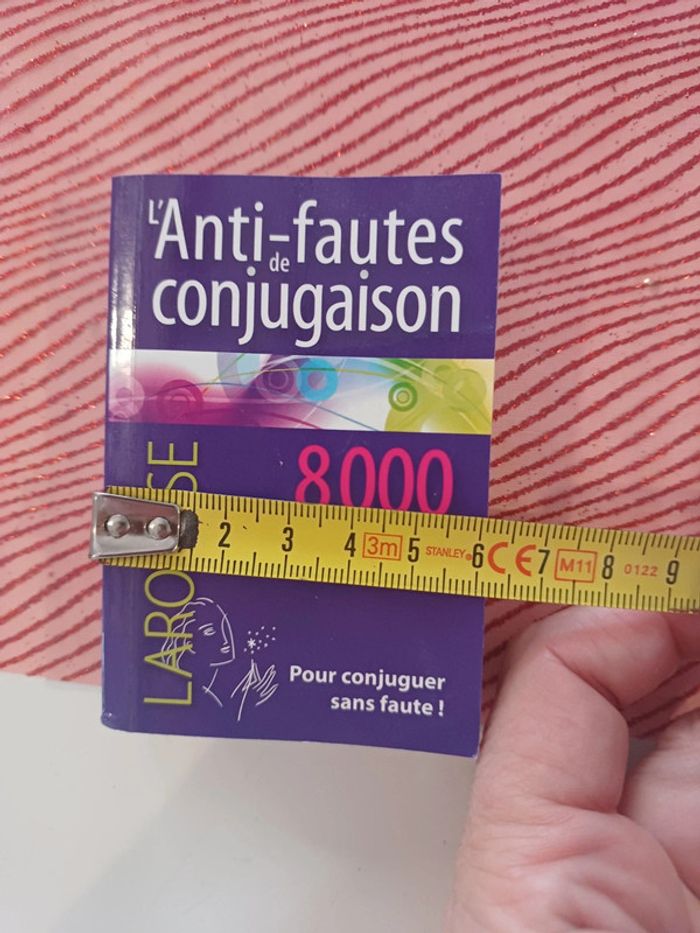 L'Anti-fautes
de
conjugaison
8000
2 3 4 3m 5 STANLEY 6 CE 7 M11 8 0122 9
Pour conjuguer
sans faute !